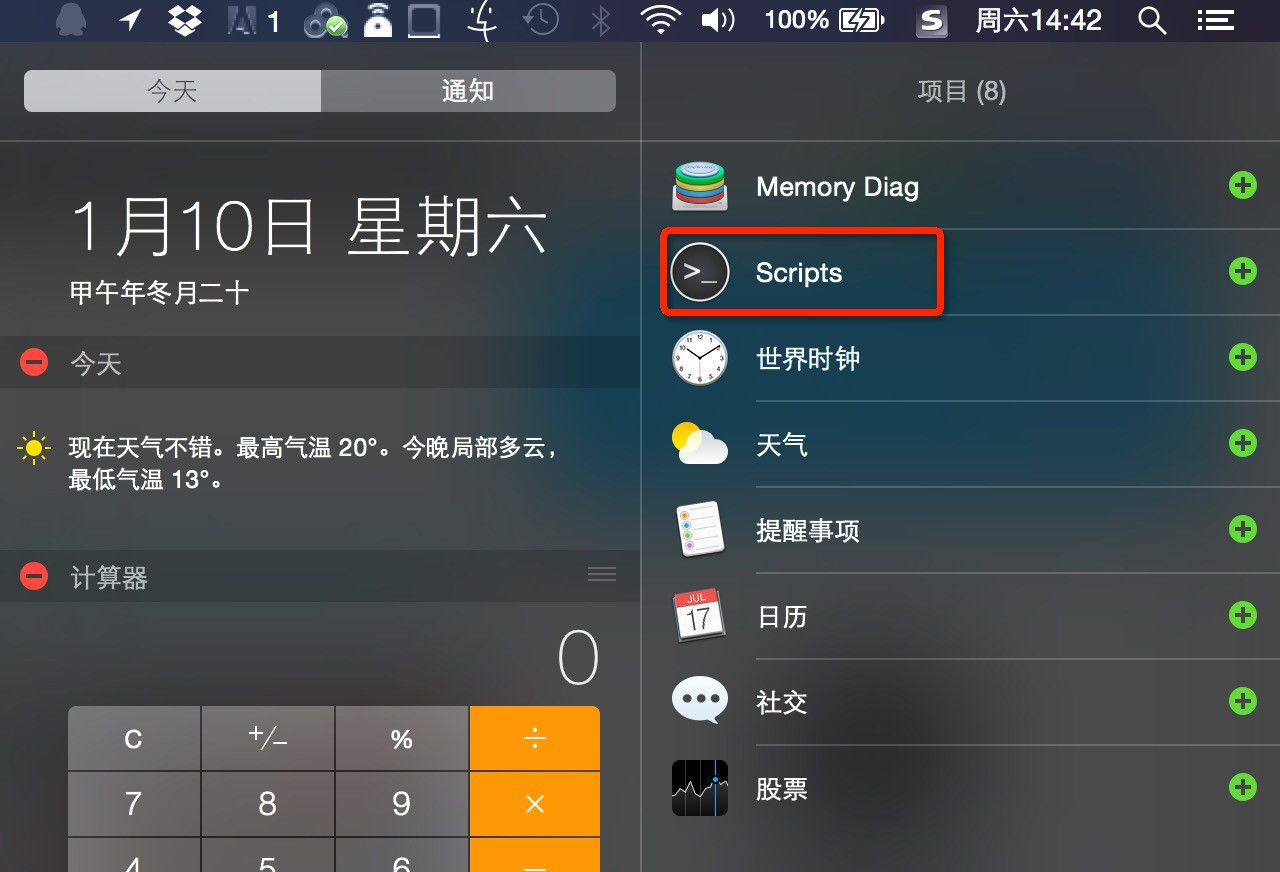 1
100%
周六14:42
今天
通知
项目 (8)
1月10日 星期六
甲午年冬月二十
今天
现在天气不错。最高气温 20°。今晚局部多云，
最低气温 13°。
计算器
0
C
+/–
%
÷
7
8
9
×
4
5
6
−
Memory Diag
>_
Scripts
世界时钟
天气
提醒事项
JUL
17
日历
社交
股票